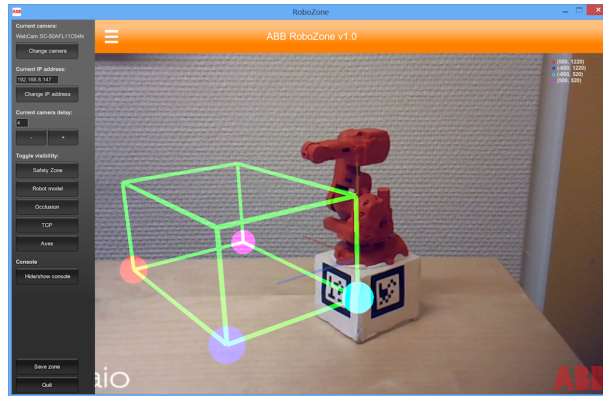 ABB
RoboZone
Current camera:
WebCam SC-50AFL11C54N
Change camera
Current IP address:
192.168.8.147
Change IP address
Current camera delay:
4
- +
Toggle visibility:
Safety Zone
Robot model
Occlusion
TCP
Axes
Console
Hide/show console
Save zone
Quit
ABB RoboZone v1.0
(500, 1220)
(-600, 1220)
(-600, 520)
(500, 520)
aio
ABB